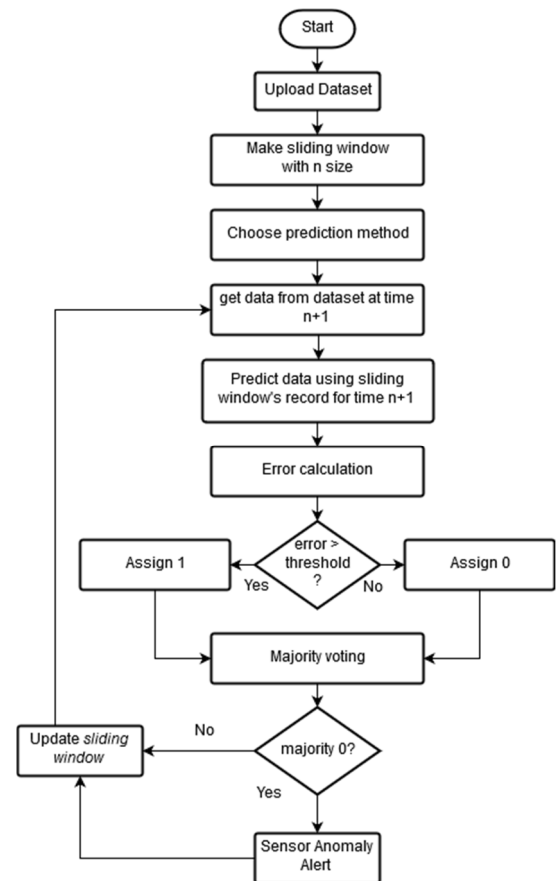 Start
Upload Dataset
Make sliding window
with n size
Choose prediction method
get data from dataset at time
n+1
Predict data using sliding
window's record for time n+1
Error calculation
error >
threshold
?
Assign 1
Yes
No
Assign 0
Majority voting
majority 0?
No
Update sliding
window
Yes
Sensor Anomaly
Alert